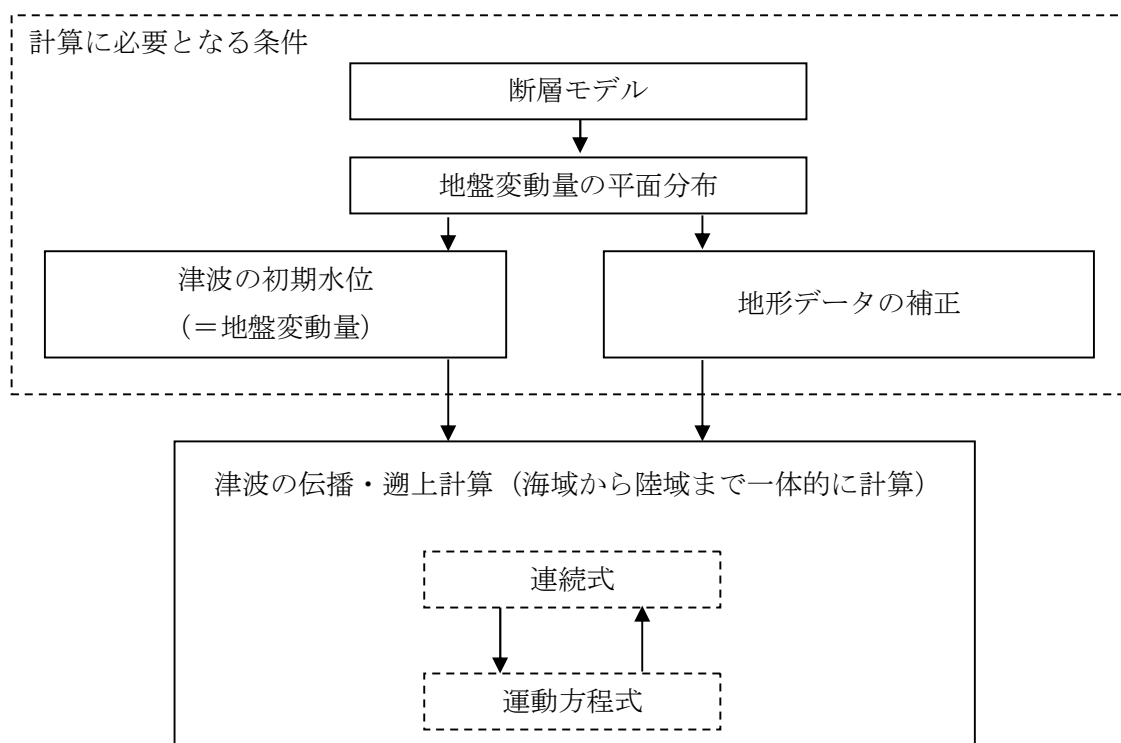 計算に必要となる条件
断層モデル
地盤変動量の平面分布
津波の初期水位
（＝地盤変動量）
地形データの補正
津波の伝播・遡上計算（海域から陸域まで一体的に計算）
連続式
運動方程式